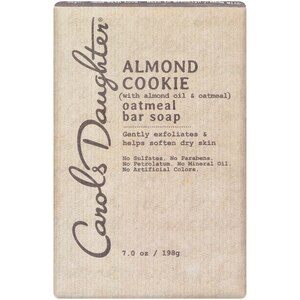 Carol's Daughter®
ALMOND
COOKIE
(with almond oil & oatmeal)
oatmeal
bar soap
Gently exfoliates &
helps soften dry skin
No Sulfates. No Parabens.
No Petrolatum. No Mineral Oil.
No Artificial Colors.
7.0 oz / 198g